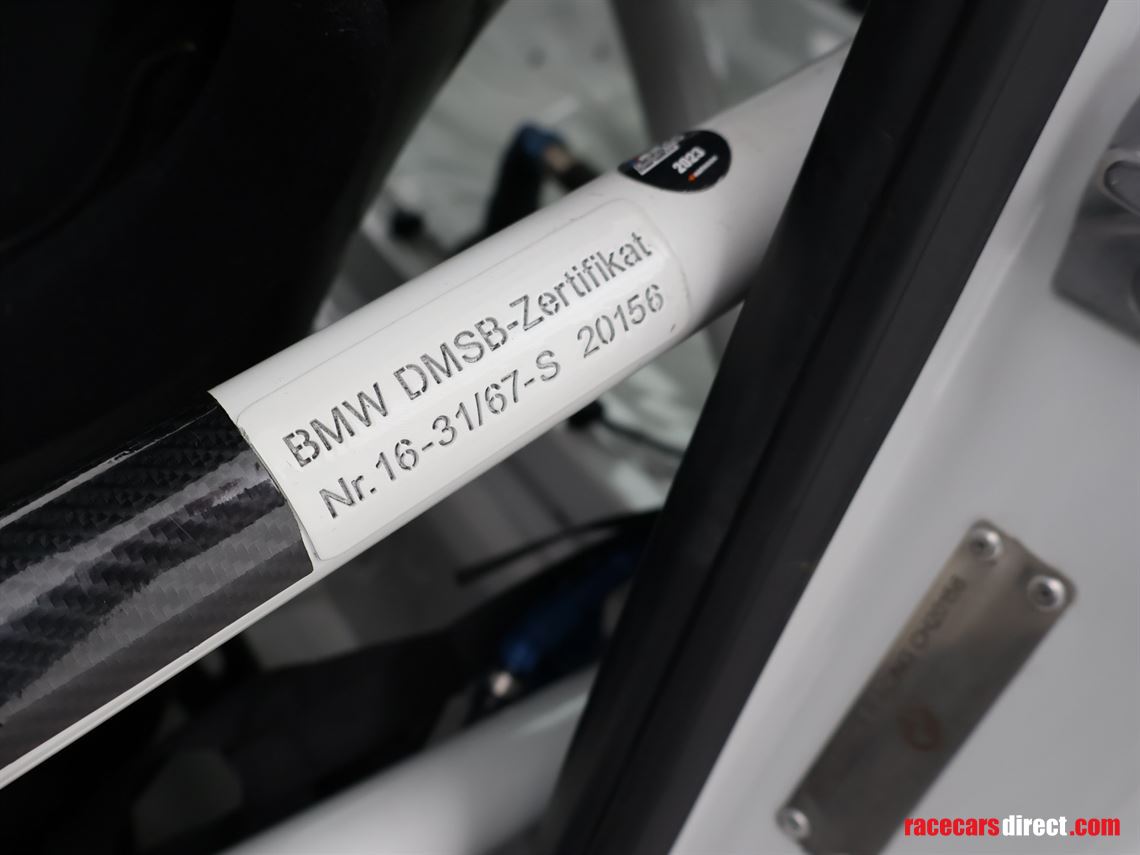 2023
BMW DMSB-Zertifikat
Nr. 16-31/67-S 20156
racecarsdirect.com